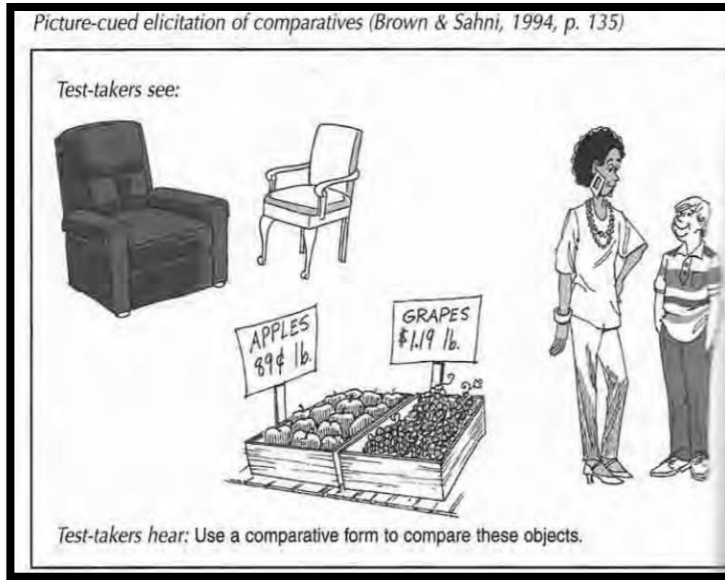 Picture-cued elicitation of comparatives (Brown & Sahni, 1994, p. 135)
Test-takers see:
APPLES
89¢ lb.
GRAPES
$1.19 lb.
Test-takers hear: Use a comparative form to compare these objects.